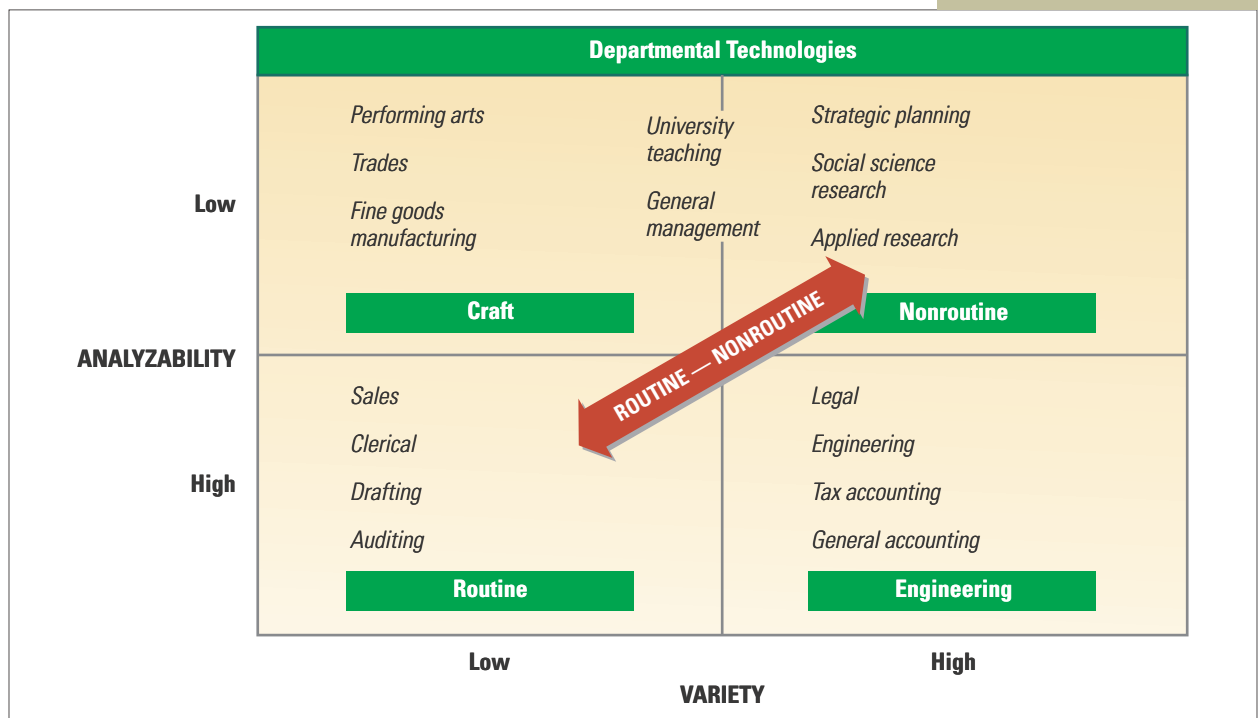 Departmental Technologies
Performing arts
Trades
Fine goods
manufacturing
University
teaching
General
management
Strategic planning
Social science
research
Applied research
Low
Craft
Nonroutine
ROUTINE — NONROUTINE
ANALYZABILITY
Sales
Clerical
Drafting
Auditing
Legal
Engineering
Tax accounting
General accounting
High
Routine
Engineering
Low
High
VARIETY